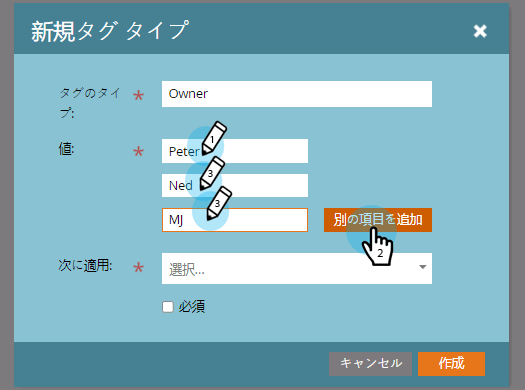 新規タグ タイプ
タグのタイ
プ:
*
Owner
値:
*
Peter
1
Ned
3
MJ
3
別の項目を追加
2
次に適用:
*
選択...
必須
キャンセル
作成